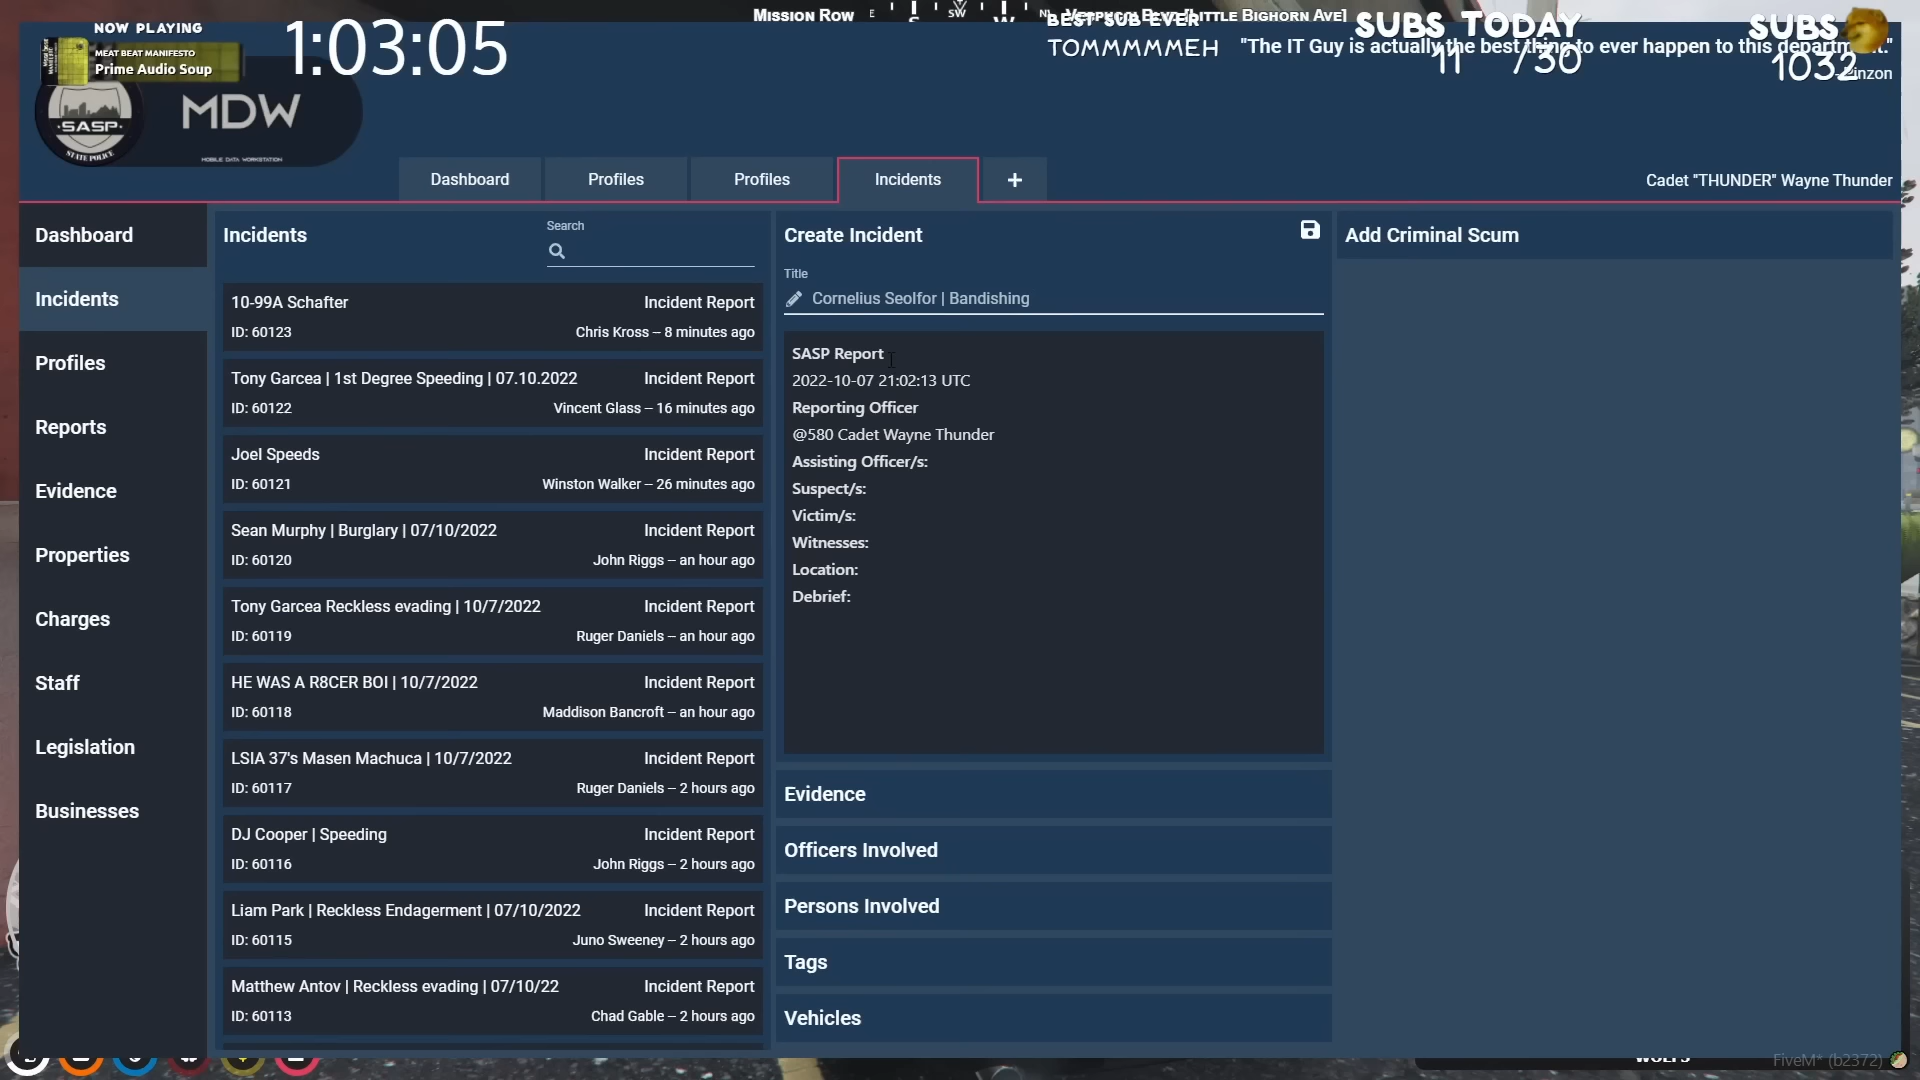 Mission Row
E
SW
BEST SUB EVER
TOMMMMMEH
[Little Bighorn Ave]
SUBS TODAY
11 /30
SUBS
1032
NOW PLAYING
MEAT BEAT MANIFESTO
Prime Audio Soup
1:03:05
"The IT Guy is actually the best thing to ever happen to this
SASP
STATE POLICE
MDW
MOBILE DATA WORKSTATION
Dashboard
Profiles
Profiles
Incidents
+
Cadet "THUNDER" Wayne Thunder
Dashboard
Incidents
Profiles
Reports
Evidence
Properties
Charges
Staff
Legislation
Businesses
Incidents
Search
10-99A Schafter Incident Report
ID: 60123 Chris Kross – 8 minutes ago
Tony Garcea | 1st Degree Speeding | 07.10.2022 Incident Report
ID: 60122 Vincent Glass – 16 minutes ago
Joel Speeds Incident Report
ID: 60121 Winston Walker – 26 minutes ago
Sean Murphy | Burglary | 07/10/2022 Incident Report
ID: 60120 John Riggs – an hour ago
Tony Garcea Reckless evading | 10/7/2022 Incident Report
ID: 60119 Ruger Daniels – an hour ago
HE WAS A R8CER BOI | 10/7/2022 Incident Report
ID: 60118 Maddison Bancroft – an hour ago
LSIA 37's Masen Machuca | 10/7/2022 Incident Report
ID: 60117 Ruger Daniels – 2 hours ago
DJ Cooper | Speeding Incident Report
ID: 60116 John Riggs – 2 hours ago
Liam Park | Reckless Endagerment | 07/10/2022 Incident Report
ID: 60115 Juno Sweeney – 2 hours ago
Matthew Antov | Reckless evading | 07/10/22 Incident Report
ID: 60113 Chad Gable – 2 hours ago
Create Incident
Title
Cornelius Seolfor | Bandishing
SASP Report
2022-10-07 21:02:13 UTC
Reporting Officer
@580 Cadet Wayne Thunder
Assisting Officer/s:
Suspect/s:
Victim/s:
Witnesses:
Location:
Debrief:
Evidence
Officers Involved
Persons Involved
Tags
Vehicles
Add Criminal Scum
FiveM* (b2372)